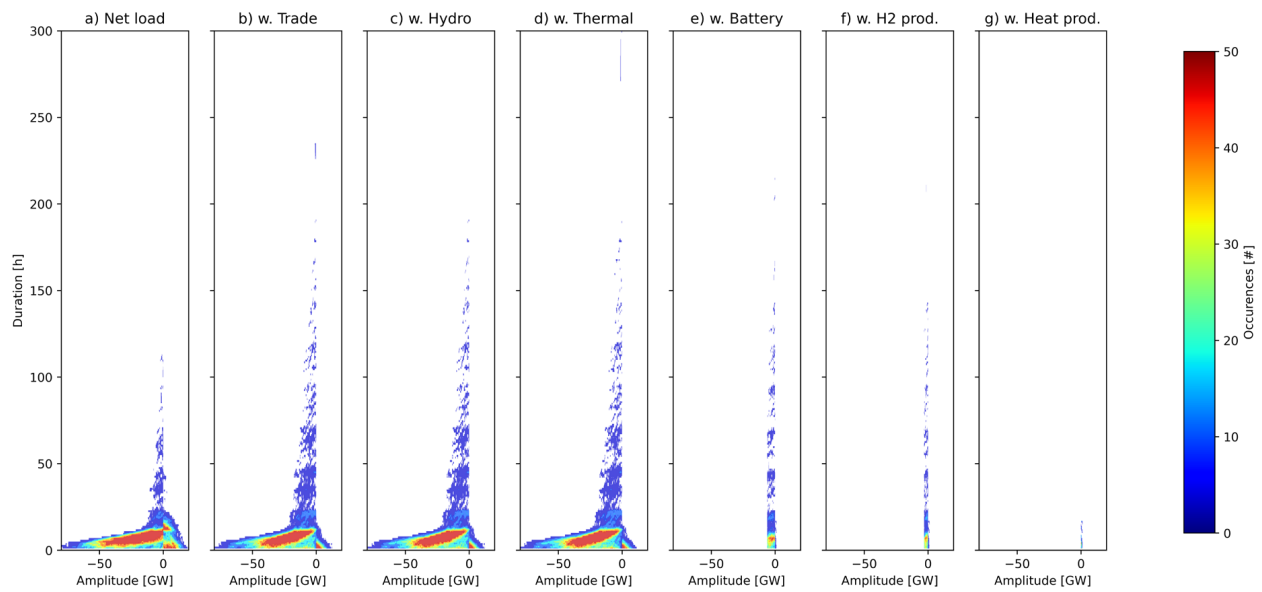 a) Net load
b) w. Trade
c) w. Hydro
d) w. Thermal
e) w. Battery
f) w. H2 prod.
g) w. Heat prod.
300
250
200
150
100
50
0
Duration [h]
−50
0
−50
0
−50
0
−50
0
−50
0
−50
0
−50
0
Amplitude [GW]
Amplitude [GW]
Amplitude [GW]
Amplitude [GW]
Amplitude [GW]
Amplitude [GW]
Amplitude [GW]
50
40
30
20
10
0
Occurences [#]